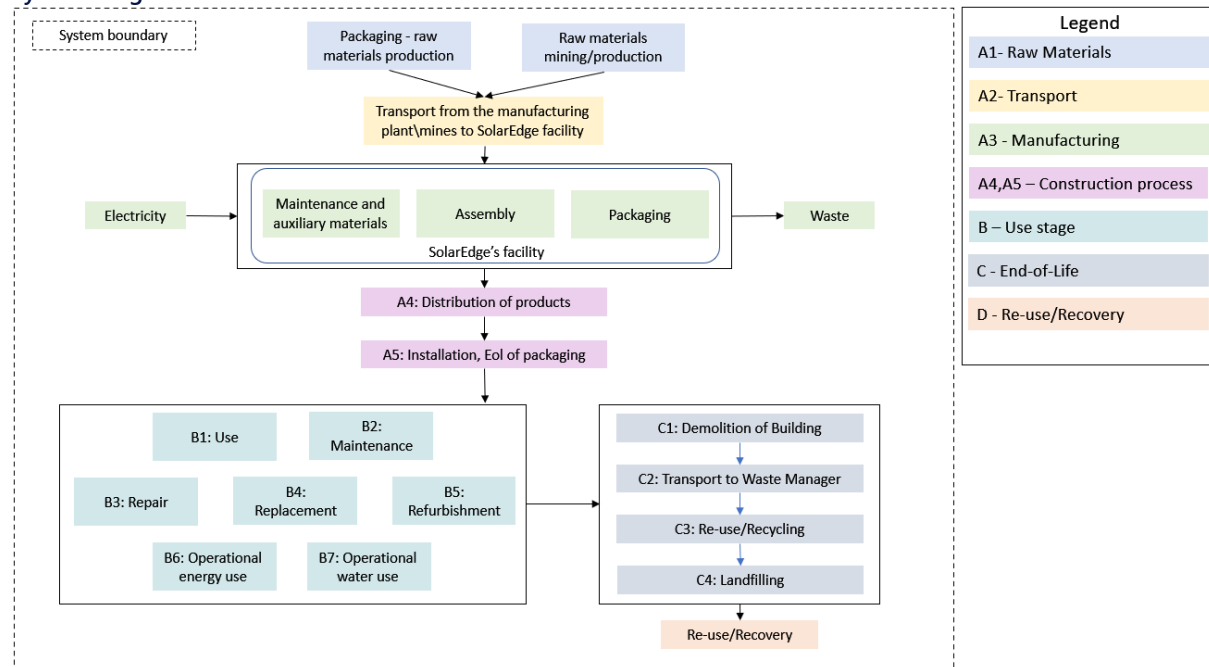 System boundary
Packaging - raw
materials production
Raw materials
mining/production
Transport from the manufacturing
plant\mines to SolarEdge facility
Electricity
Maintenance and
auxiliary materials
Assembly
Packaging
Waste
SolarEdge's facility
A4: Distribution of products
A5: Installation, Eol of packaging
B1: Use
B2:
Maintenance
B3: Repair
B4:
Replacement
B5:
Refurbishment
B6: Operational
energy use
B7: Operational
water use
C1: Demolition of Building
C2: Transport to Waste Manager
C3: Re-use/Recycling
C4: Landfilling
Re-use/Recovery
Legend
A1- Raw Materials
A2- Transport
A3 - Manufacturing
A4,A5 – Construction process
B – Use stage
C - End-of-Life
D - Re-use/Recovery